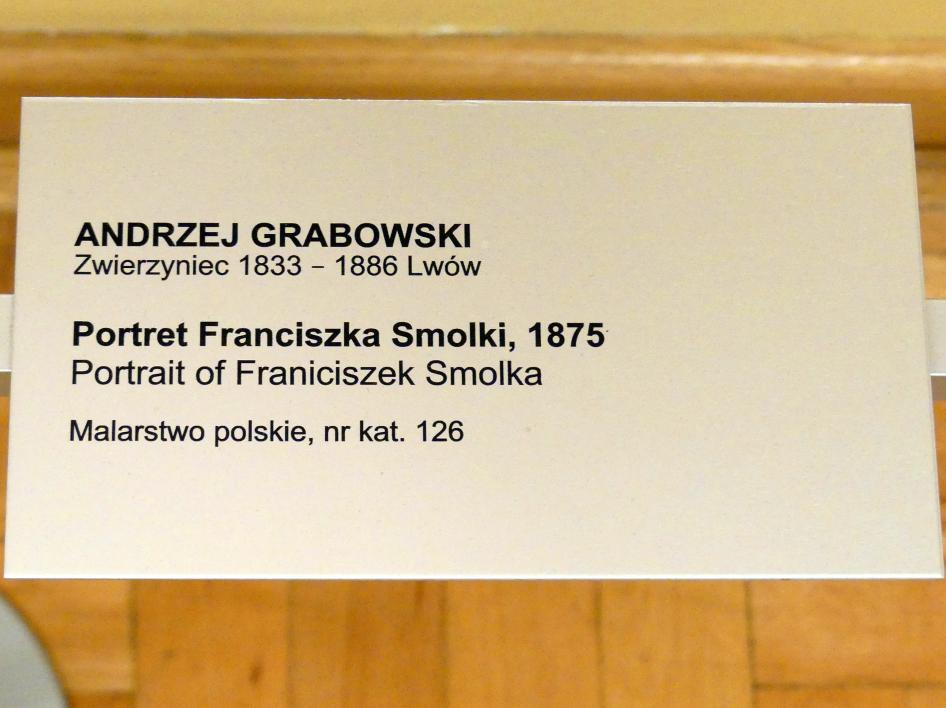 ANDRZEJ GRABOWSKI
Zwierzyniec 1833 – 1886 Lwów
Portret Franciszka Smolki, 1875
Portrait of Franiciszek Smolka
Malarstwo polskie, nr kat. 126